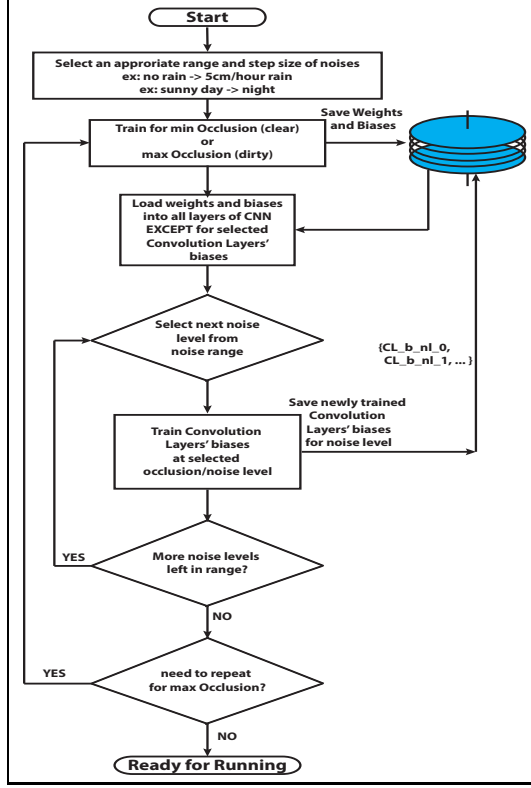 Start
Select an approriate range and step size of noises
ex: no rain -> 5cm/hour rain
ex: sunny day -> night
Train for min Occlusion (clear)
or
max Occlusion (dirty)
Save Weights
and Biases
Load weights and biases
into all layers of CNN
EXCEPT for selected
Convolution Layers'
biases
Select next noise
level from
noise range
{CL_b_nl_0,
CL_b_nl_1, ... }
Save newly trained
Convolution
Layers' biases
for noise level
Train Convolution
Layers' biases
at selected
occlusion/noise level
YES
More noise levels
left in range?
NO
YES
need to repeat
for max Occlusion?
NO
Ready for Running